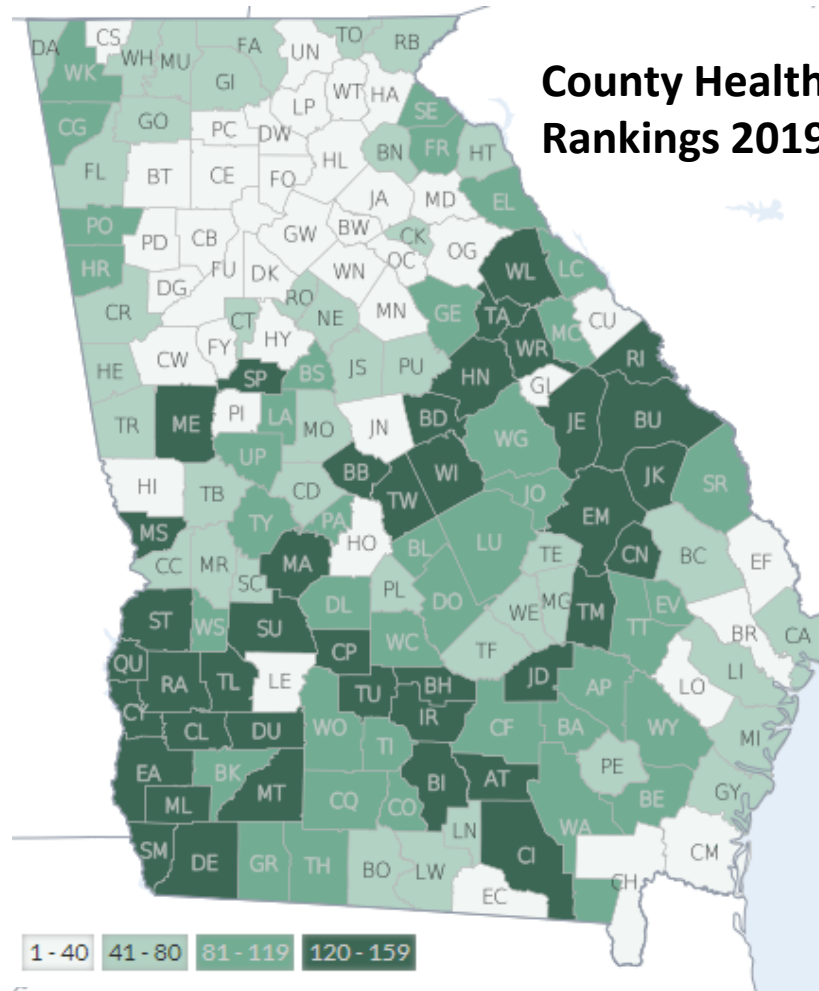 County Health
Rankings 2019
DA
CS
WK
WH
MU
FA
UN
TO
RB
GI
LP
WT
HA
CG
GO
PC
DW
SE
FL
BT
CE
FO
HL
BN
FR
HT
JA
MD
EL
PO
PD
CB
GW
BW
CK
OC
OG
HR
DG
FU
DK
WN
WL
LC
CR
CT
RO
NE
MN
GE
TA
MC
CU
HE
CW
FY
HY
JS
PU
WR
RI
SP
BS
HN
GL
TR
ME
PI
LA
MO
JN
BD
WG
JE
BU
HI
UP
BB
WI
JK
SR
TB
CD
TW
JO
MS
TY
PA
HO
BL
LU
EM
CN
BC
EF
CC
MR
SC
MA
PL
TE
ST
WS
SU
DL
DO
WE
MG
TM
TT
EV
BR
CA
CP
WC
TF
QU
RA
TL
LE
TU
BH
JD
AP
LO
LI
CY
CL
DU
WO
IR
CF
BA
WY
MI
TI
EA
BK
MT
BI
AT
PE
ML
CQ
CO
BE
GY
SM
DE
GR
TH
BO
LW
LN
CI
WA
CM
EC
CH
1 - 40
41 - 80
81 - 119
120 - 159